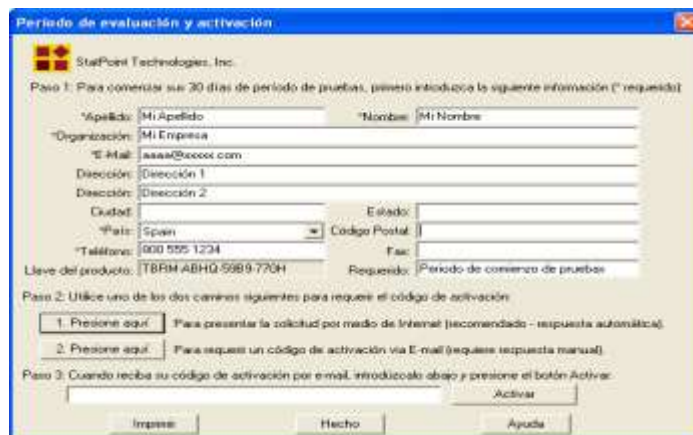 Período de evaluación y activación
StatPoint Technologies, Inc.
Paso 1: Para comenzar sus 30 días de período de pruebas, primero introduzca la siguiente información (* requerido)
*Apellido: Mi Apellido *Nombre: Mi Nombre
*Organización: Mi Empresa
*E-Mail: aaaa@xxxxx.com
Dirección: Dirección 1
Dirección: Dirección 2
Ciudad: Estado:
*País: Spain Código Postal:
*Teléfono: 800 555 1234 Fax:
Llave del producto: TBRM-ABHQ-59B9-770H Requerido: Período de comienzo de pruebas
Paso 2: Utilice uno de los dos caminos siguientes para requerir el código de activación:
1. Presione aquí Para presentar la solicitud por medio de Internet (recomendado - respuesta automática).
2. Presione aquí Para requerir un código de activación via E-mail (requiere respuesta manual).
Paso 3: Cuando reciba su código de activación por e-mail, introdúzcalo abajo y presione el botón Activar.
Activar
Imprimir Hecho Ayuda